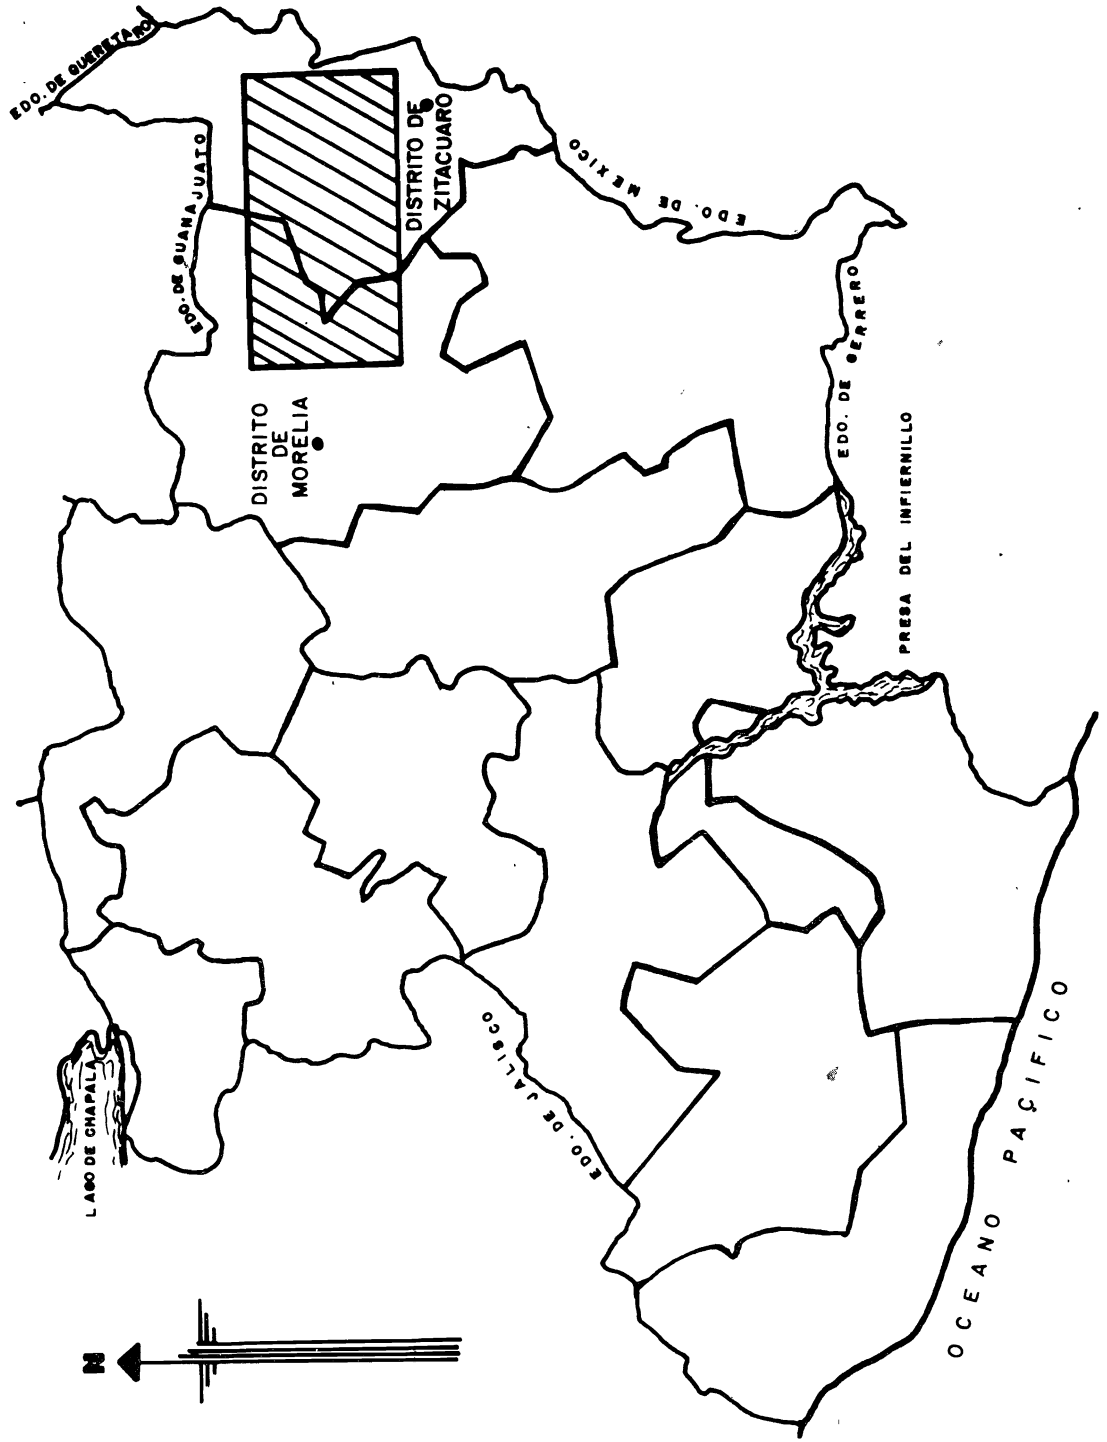 EDO. DE QUERETARO
EDO. DE GUANAJUATO
DISTRITO DE
ZITACUARO
DISTRITO
DE
MORELIA
EDO. DE MEXICO
EDO. DE GERRERO
PRESA DEL INFIERNILLO
LAGO DE CHAPALA
EDO. DE JALISCO
OCEANO PACIFICO
N